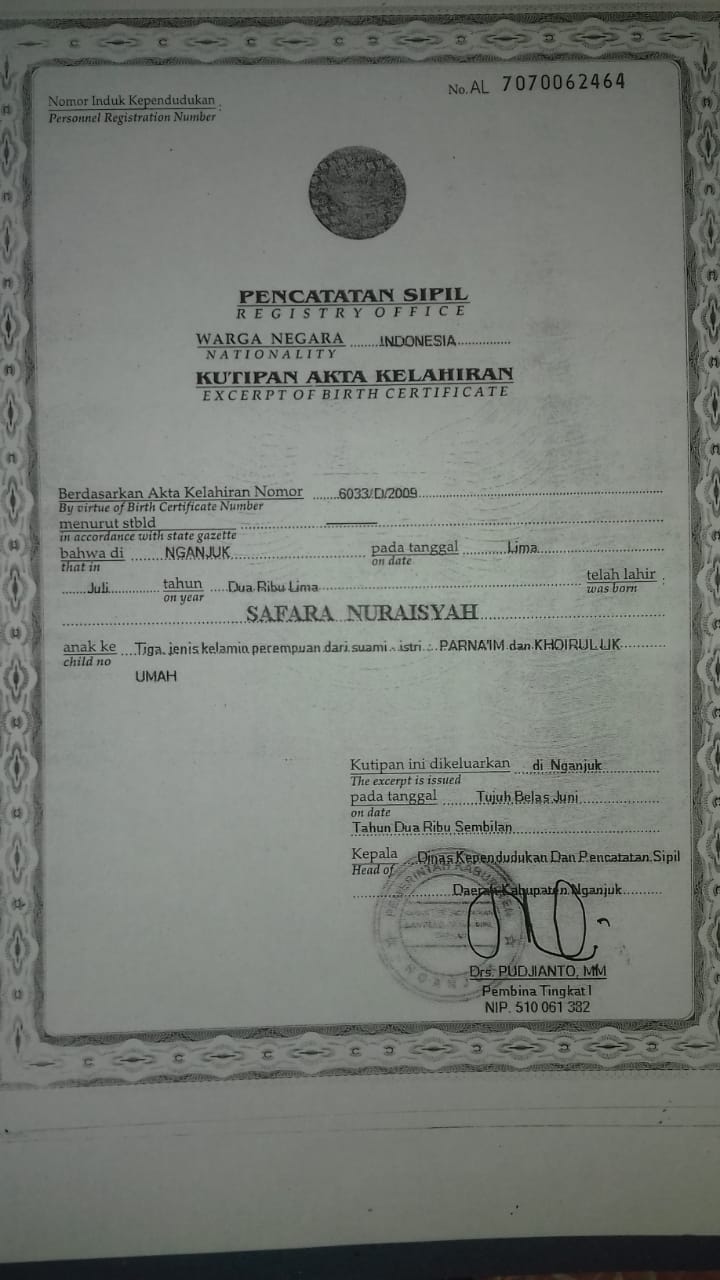 No. AL 7070062464
Nomor Induk Kependudukan :
Personnel Registration Number
PENCATATAN SIPIL
REGISTRY OFFICE
WARGA NEGARA .......INDONESIA..............
NATIONALITY
KUTIPAN AKTA KELAHIRAN
EXCERPT OF BIRTH CERTIFICATE
Berdasarkan Akta Kelahiran Nomor .......6033/D/2009
By virtue of Birth Certificate Number
menurut stbld
in accordance with state gazette
bahwa di ........NGANJUK........ pada tanggal ..........Lima
that in on date
......Juli............ tahun ....Dua Ribu Lima telah lahir :
on year was born
SAFARA NURAISYAH
anak ke ....Tiga, jenis kelamia perempuan dari suami - istri : PARNA'IM dan KHOIRUL UK
child no
UMAH
Kutipan ini dikeluarkan ....di Nganjuk
The excerpt is issued
pada tanggal ........Tujuh Belas Juni
on date
Tahun Dua Ribu Sembilan
Kepala ....Dinas Kependudukan Dan Pencatatan Sipil
Head of
Daerah Kabupaten Nganjuk
PEMERINTAH KABUPATEN
NGANJUK
Drs. PUDJIANTO, MM
Pembina Tingkat I
NIP. 510 061 382